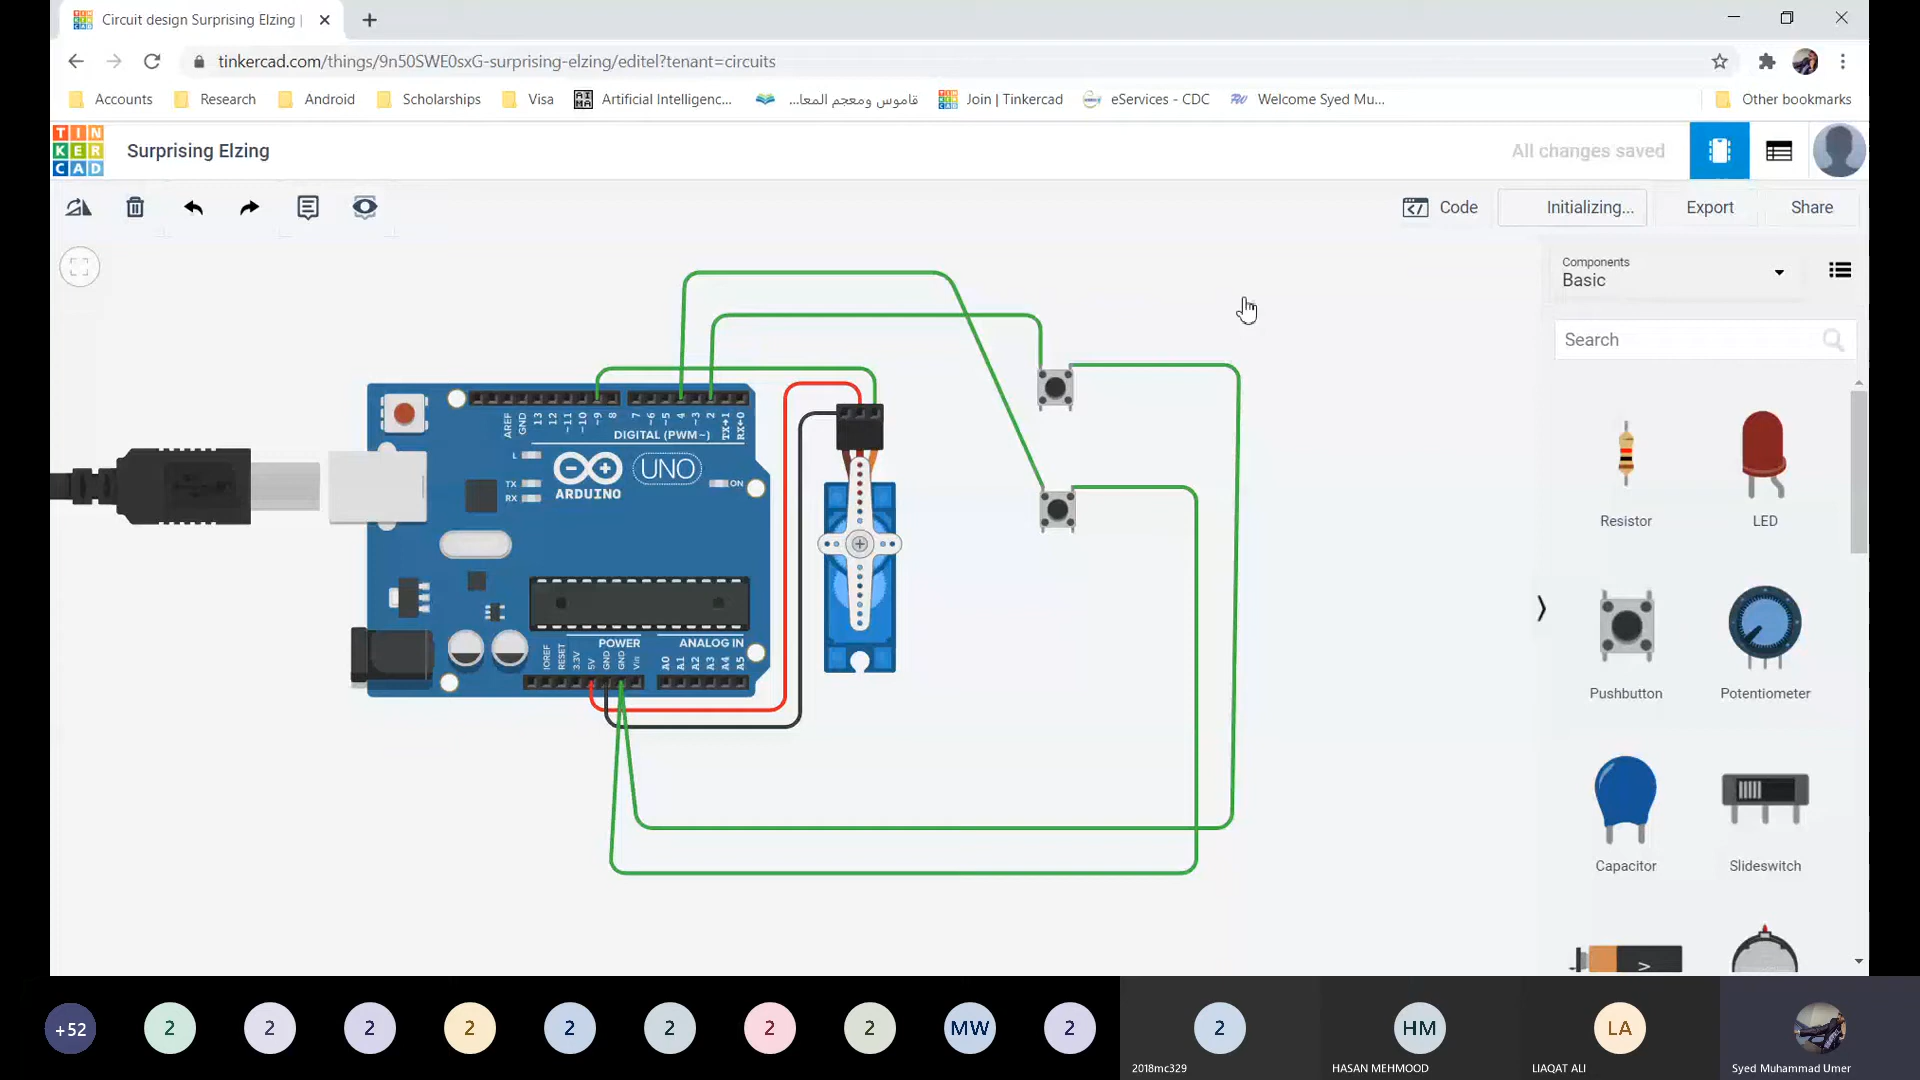 Circuit design Surprising Elzing |
tinkercad.com/things/9n50SWE0sxG-surprising-elzing/editel?tenant=circuits
Accounts
Research
Android
Scholarships
Visa
Artificial Intelligenc...
قاموس ومعجم المعا...
Join | Tinkercad
eServices - CDC
Welcome Syed Mu...
Other bookmarks
TIN
KER
CAD
Surprising Elzing
All changes saved
Code
Initializing...
Export
Share
Components
Basic
Search
Resistor
LED
Pushbutton
Potentiometer
Capacitor
Slideswitch
AREF
GND
13
12
~11
~10
~9
8
7
~6
~5
4
~3
2
TX→1
RX←0
DIGITAL (PWM~)
L
TX
RX
ARDUINO
UNO
ON
POWER
ANALOG IN
IOREF
RESET
3.3V
5V
GND
GND
Vin
A0
A1
A2
A3
A4
A5
+52
2
2
2
2
2
2
2
2
MW
2
2
HM
LA
2018mc329
HASAN MEHMOOD
LIAQAT ALI
Syed Muhammad Umer